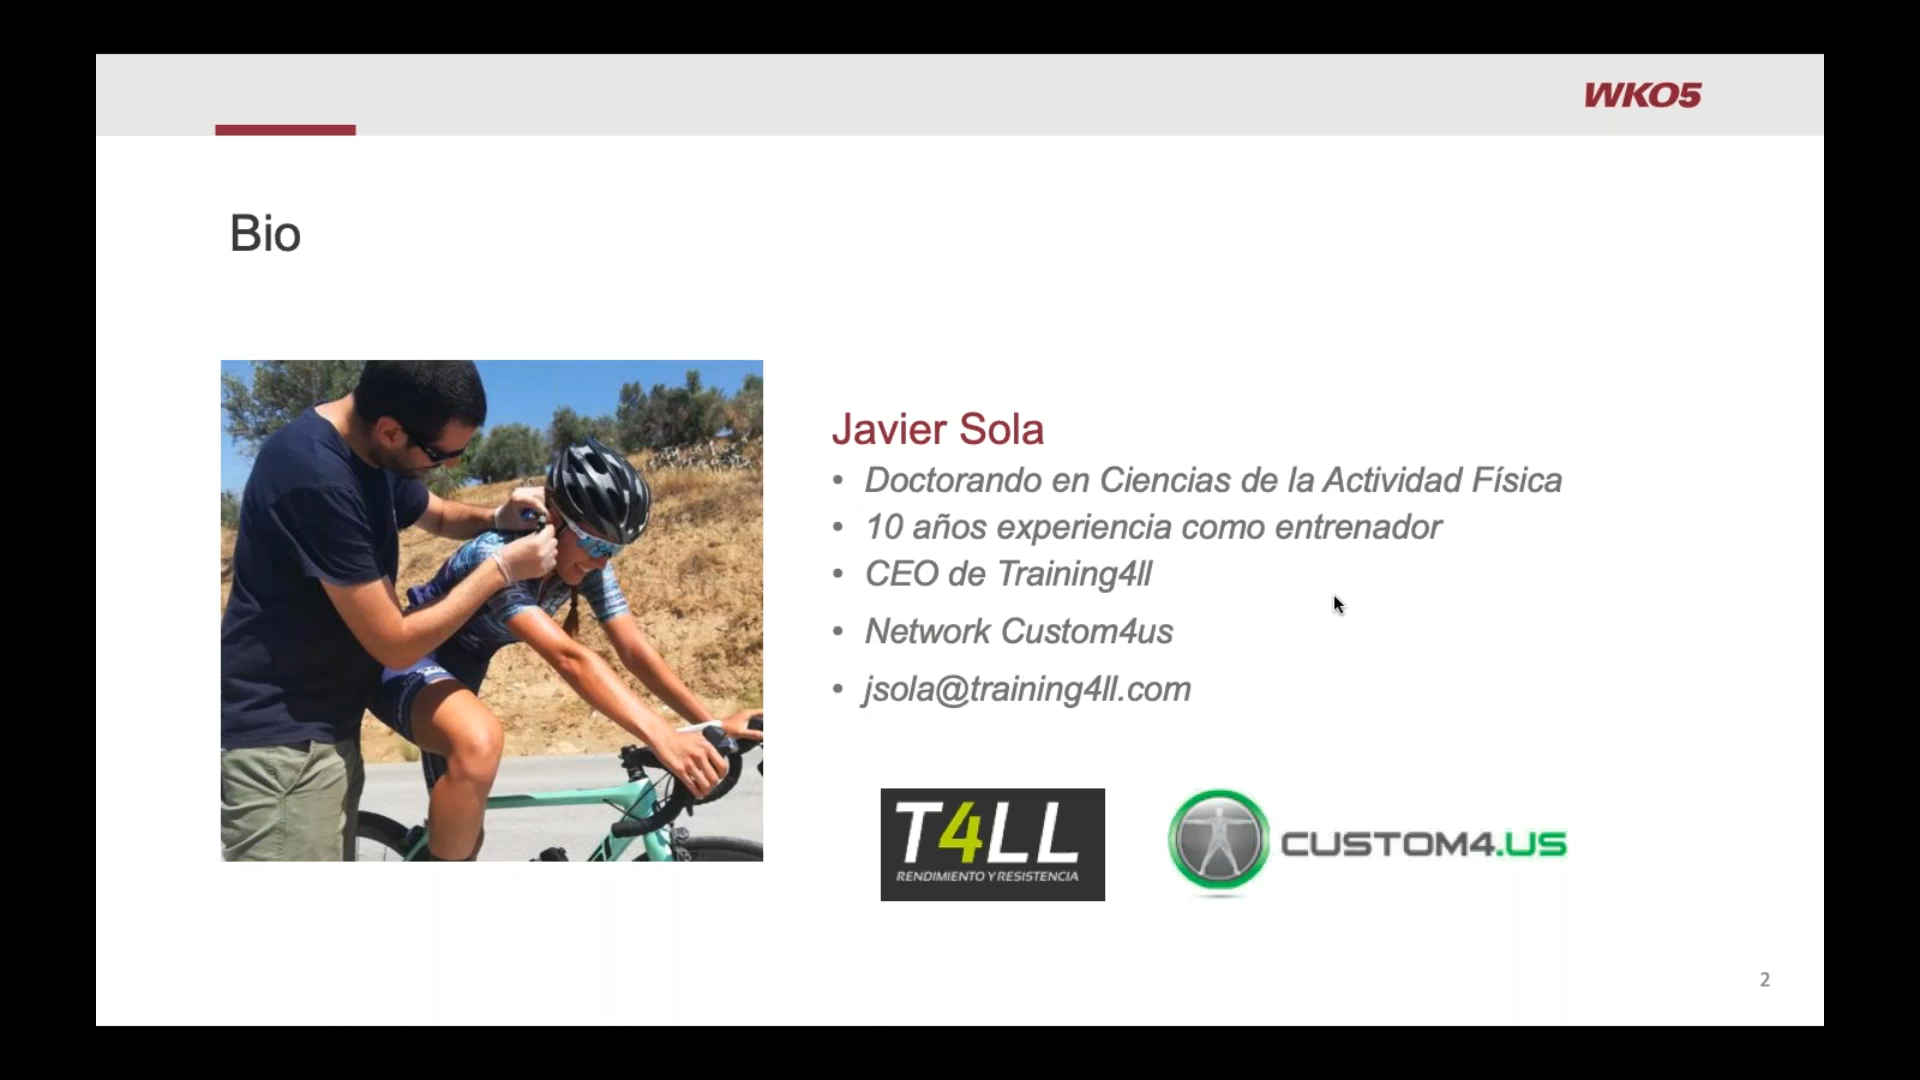 WKO5
Bio
Javier Sola
• Doctorando en Ciencias de la Actividad Física
• 10 años experiencia como entrenador
• CEO de Training4ll
• Network Custom4us
• jsola@training4ll.com
T4LL
RENDIMIENTO Y RESISTENCIA
CUSTOM4.US
2